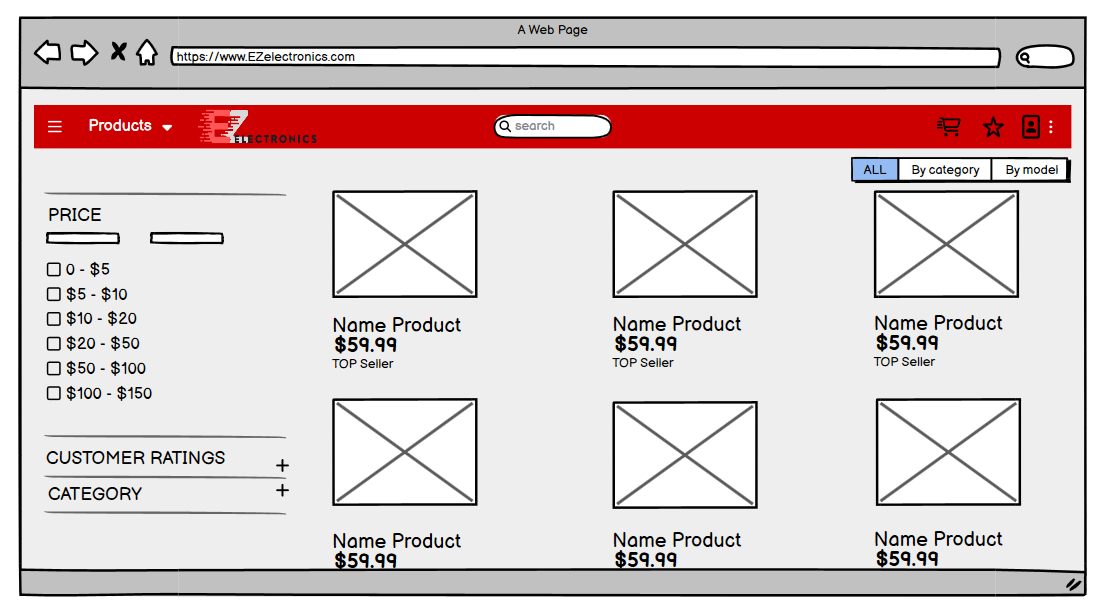 A Web Page
https://www.EZelectronics.com
Products
EZ ELECTRONICS
search
ALL By category By model
PRICE
0 - $5
$5 - $10
$10 - $20
$20 - $50
$50 - $100
$100 - $150
CUSTOMER RATINGS +
CATEGORY +
Name Product Name Product Name Product
$59.99 $59.99 $59.99
TOP Seller TOP Seller TOP Seller
Name Product Name Product Name Product
$59.99 $59.99 $59.99